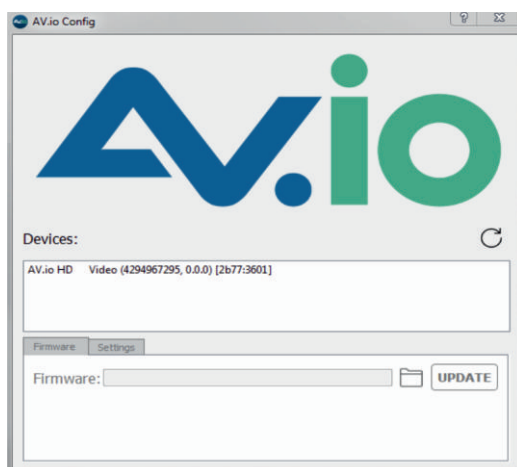 AV.io Config
AV.io
Devices:
AV.io HD Video (4294967295, 0.0.0) [2b77:3601]
Firmware Settings
Firmware: UPDATE